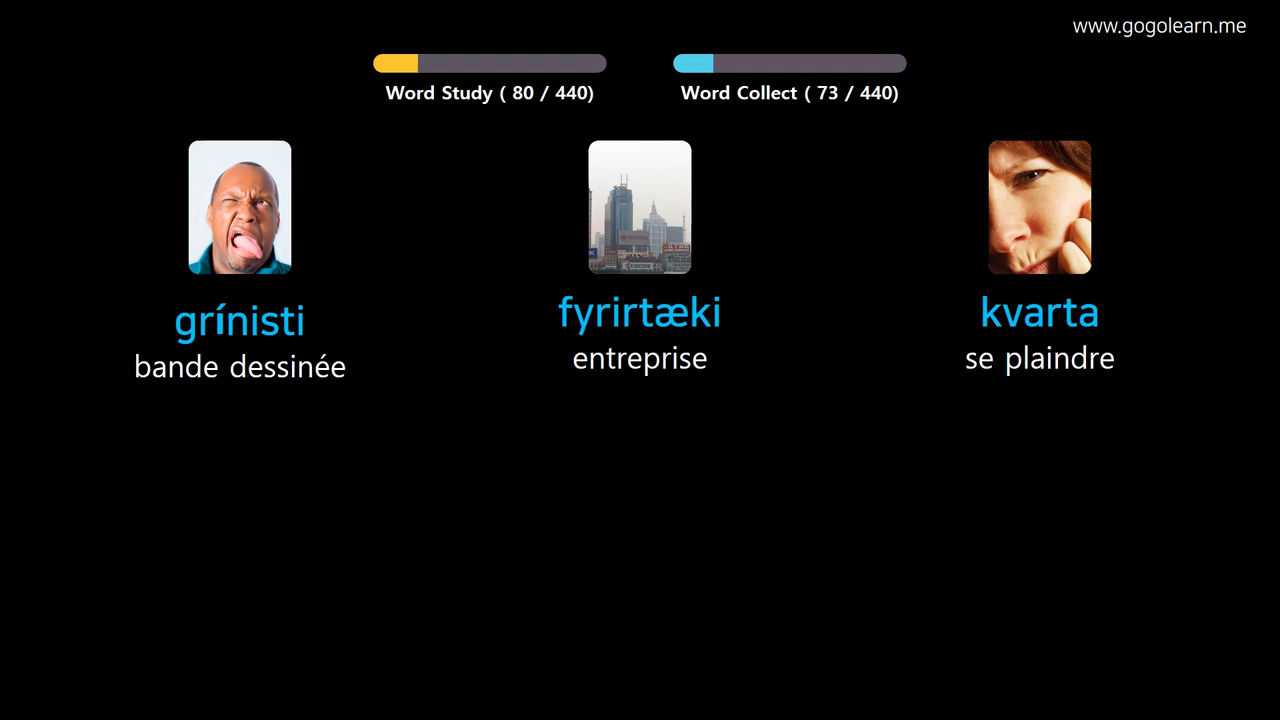 www.gogolearn.me
Word Study ( 80 / 440)
Word Collect ( 73 / 440)
grínisti
fyrirtæki
kvarta
bande dessinée
entreprise
se plaindre